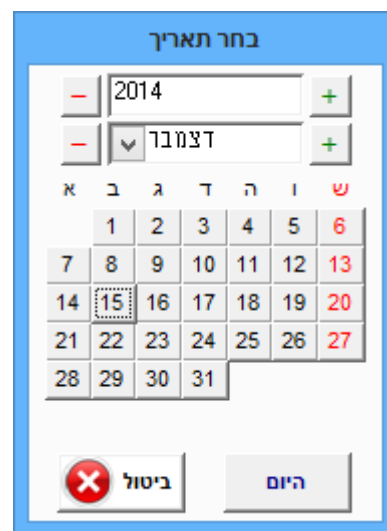 בחר תאריך
– 2014 +
– דצמבר +
א ב ג ד ה ו ש
1 2 3 4 5 6
7 8 9 10 11 12 13
14 15 16 17 18 19 20
21 22 23 24 25 26 27
28 29 30 31
ביטול היום